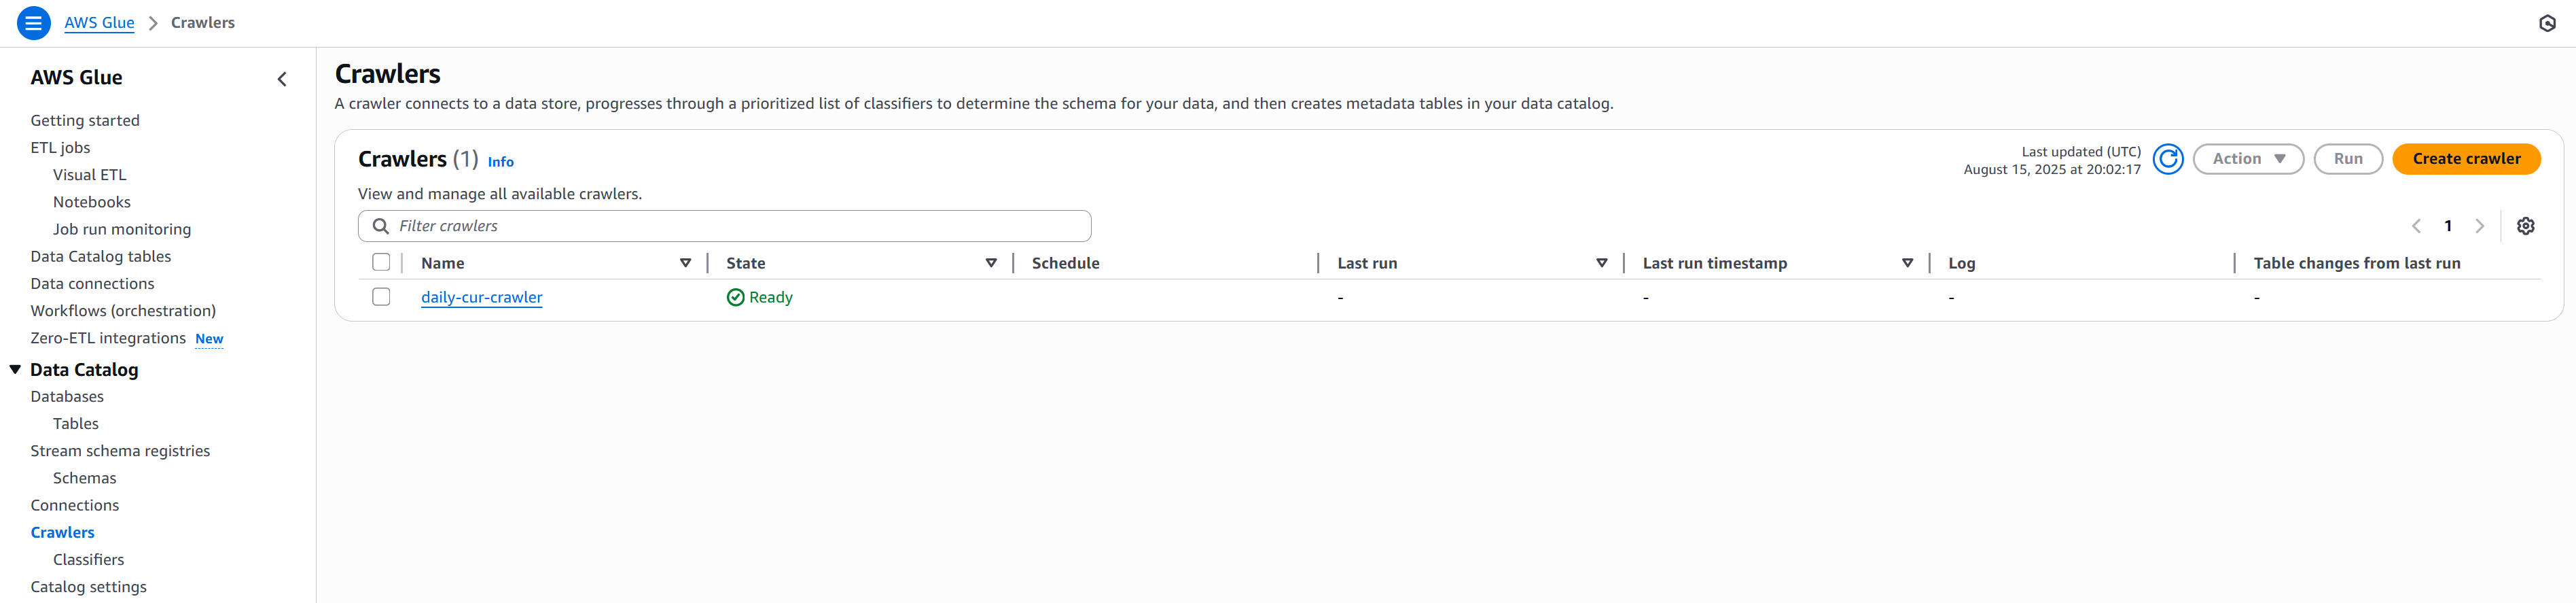 AWS Glue > Crawlers
AWS Glue
Getting started
ETL jobs
Visual ETL
Notebooks
Job run monitoring
Data Catalog tables
Data connections
Workflows (orchestration)
Zero-ETL integrations New
Data Catalog
Databases
Tables
Stream schema registries
Schemas
Connections
Crawlers
Classifiers
Catalog settings
Crawlers
A crawler connects to a data store, progresses through a prioritized list of classifiers to determine the schema for your data, and then creates metadata tables in your data catalog.
Crawlers (1) Info
Last updated (UTC)
August 15, 2025 at 20:02:17
Action Run Create crawler
View and manage all available crawlers.
Filter crawlers
1
Name State Schedule Last run Last run timestamp Log Table changes from last run
daily-cur-crawler Ready - - - -